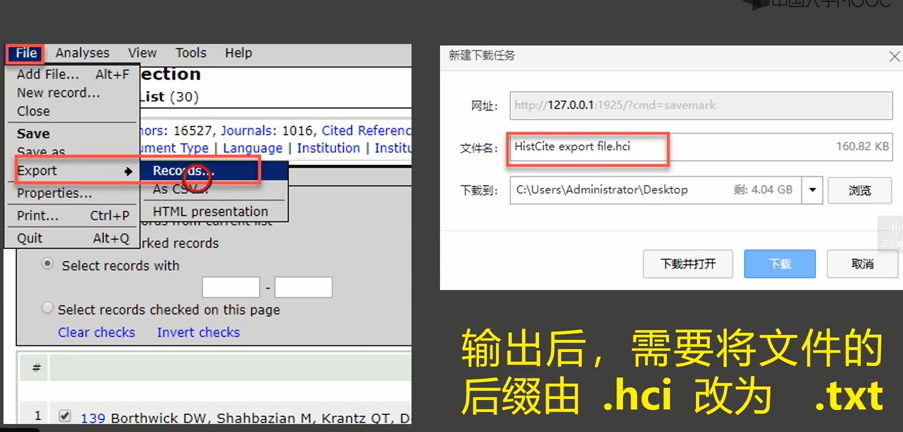 中国大学MOOC
File Analyses View Tools Help
Add File... Alt+F
New record...
Close
Save
Save as
Export
Properties...
Print... Ctrl+P
Quit Alt+Q
Records...
As CSV...
HTML presentation
ection
List (30)
hors: 16527, Journals: 1016, Cited Referenc
ument Type | Language | Institution | Institu
records from current list
rked records
Select records with
-
Select records checked on this page
Clear checks Invert checks
#
1 139 Borthwick DW, Shahbazian M, Krantz QT, D
新建下载任务
网址: http://127.0.0.1:1925/?cmd=savemark
文件名: HistCite export file.hci 160.82 KB
下载到: C:\Users\Administrator\Desktop 剩: 4.04 GB 浏览
下载并打开 下载 取消
输出后，需要将文件的
后缀由 .hci 改为 .txt